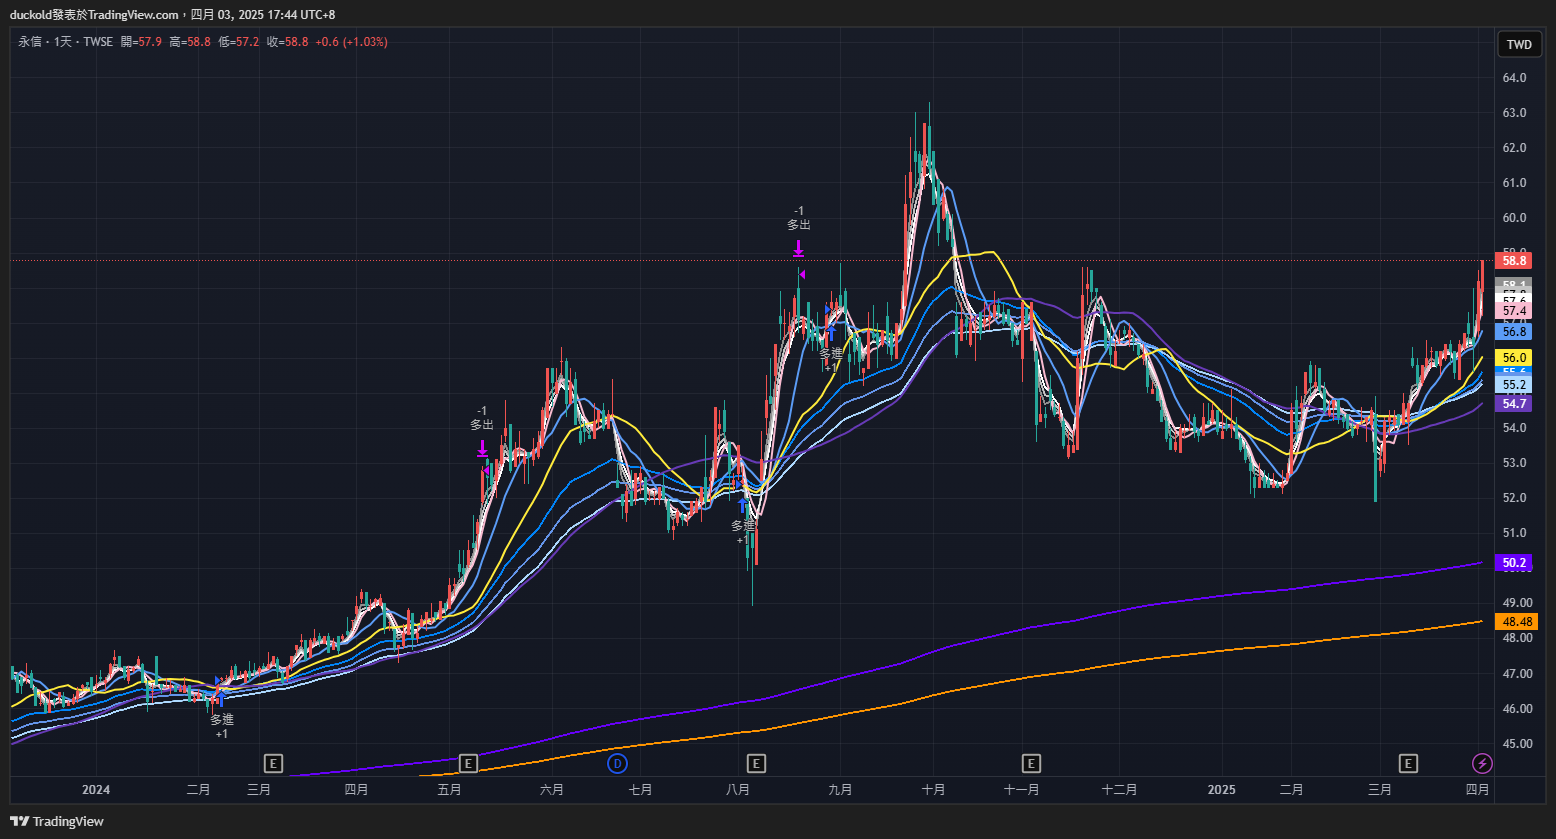 duckold發表於TradingView.com，四月 03, 2025 17:44 UTC+8
永信 · 1天 · TWSE 開=57.9 高=58.8 低=57.2 收=58.8 +0.6 (+1.03%)
TWD
64.0
63.0
62.0
61.0
60.0
58.8
58.1
57.6
57.4
56.8
56.0
55.6
55.2
54.7
54.0
53.0
52.0
51.0
50.2
49.00
48.48
48.00
47.00
46.00
45.00
-1
多出
-1
多出
多進
+1
多進
+1
多進
+1
E E D E E E
2024 二月 三月 四月 五月 六月 七月 八月 九月 十月 十一月 十二月 2025 二月 三月 四月
TradingView